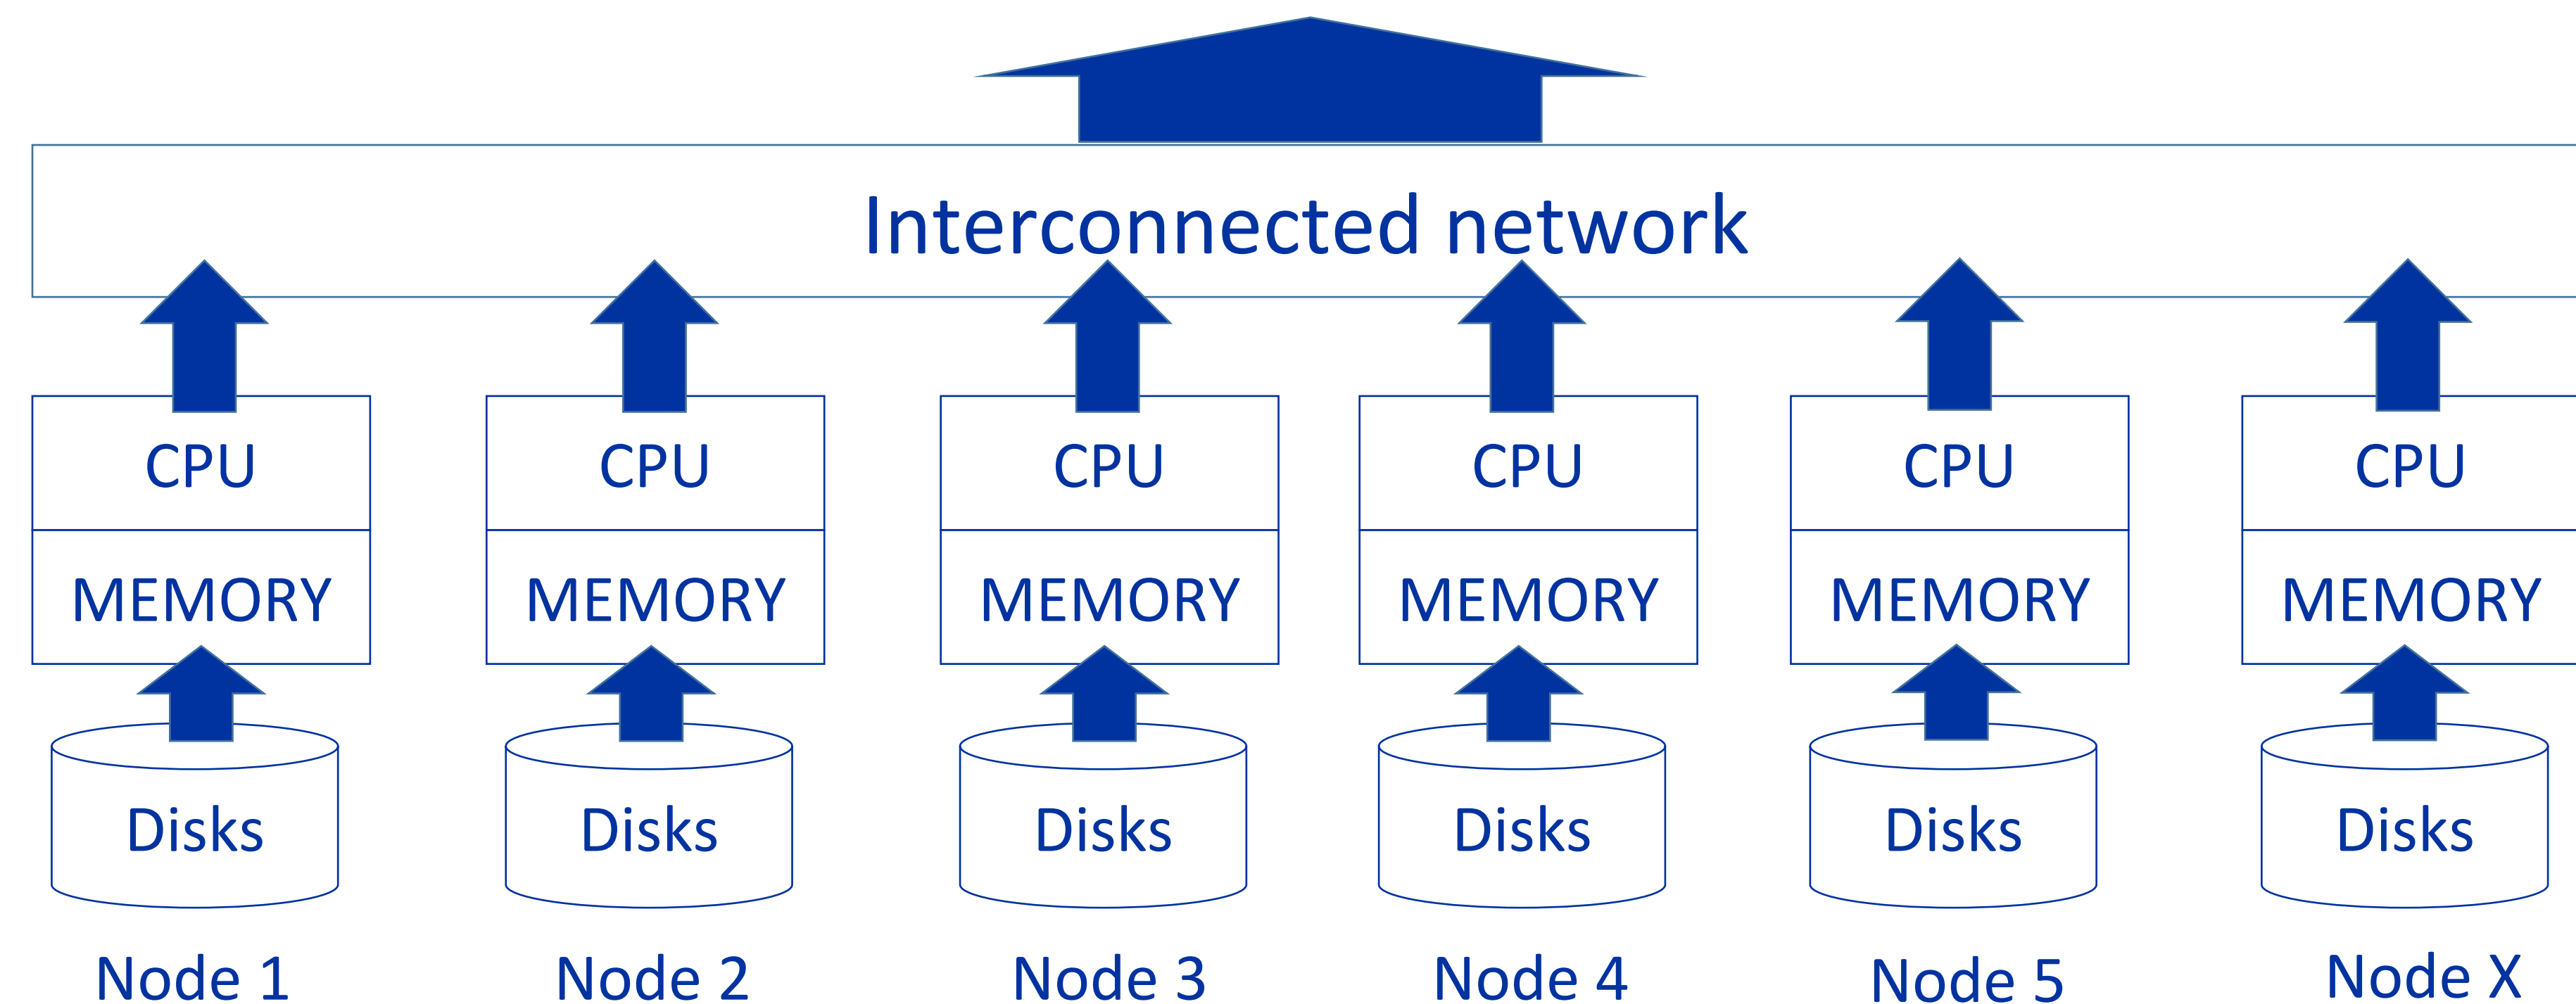 Interconnected network
CPU CPU CPU CPU CPU CPU
MEMORY MEMORY MEMORY MEMORY MEMORY MEMORY
Disks Disks Disks Disks Disks Disks
Node 1 Node 2 Node 3 Node 4 Node 5 Node X